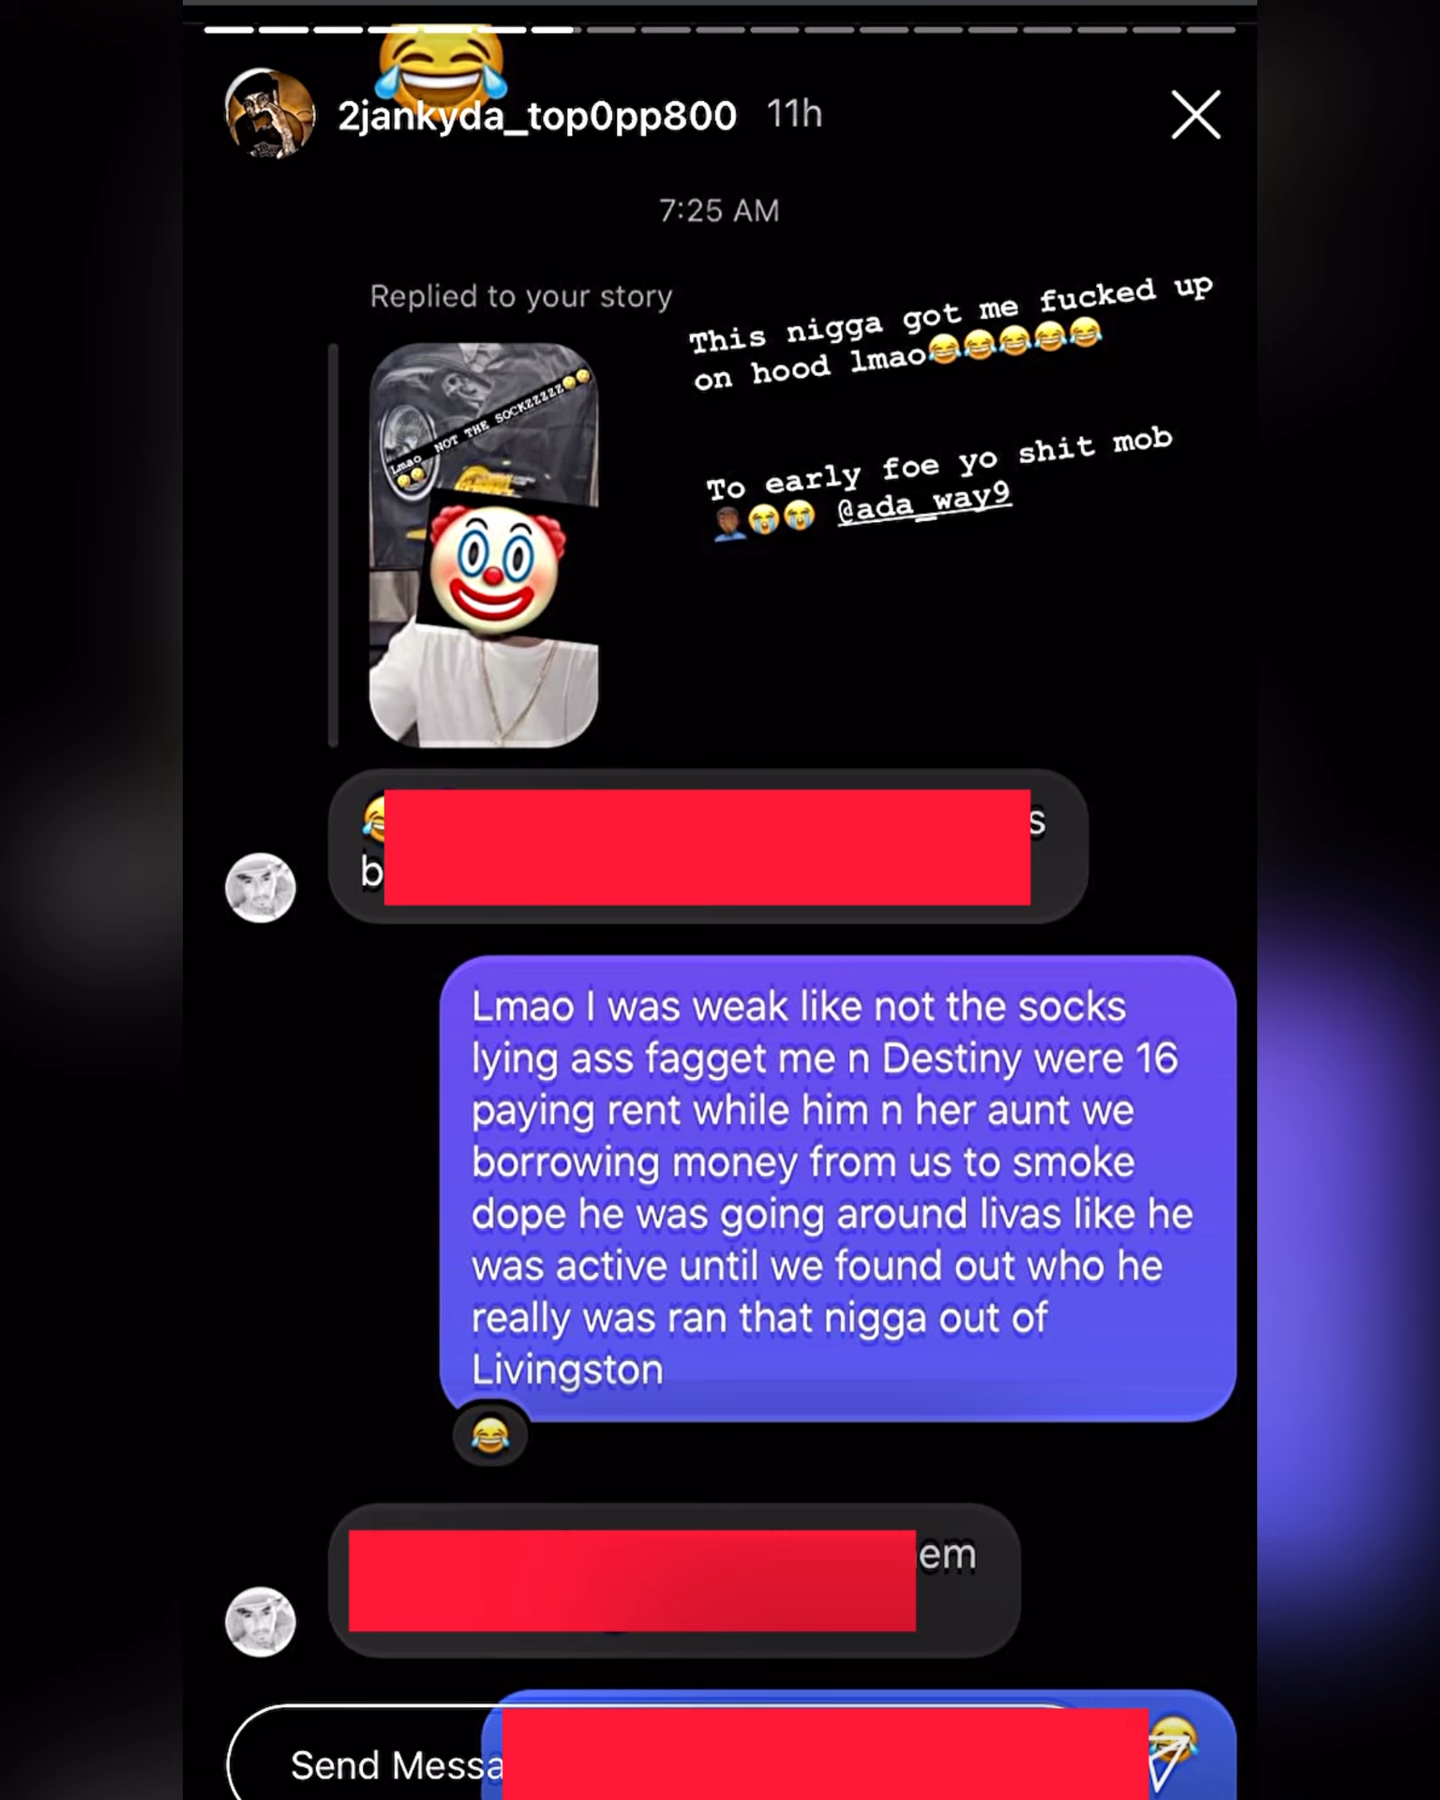 2jankyda_top0pp800 11h
7:25 AM
Replied to your story
This nigga got me fucked up
on hood lmao😂😂😂😂😂
To early foe yo shit mob
🤦🏾‍♂️😭😭 @ada_way9
Lmao NOT THE SOCKZZZZZ
😂 s
b
Lmao I was weak like not the socks
lying ass fagget me n Destiny were 16
paying rent while him n her aunt we
borrowing money from us to smoke
dope he was going around livas like he
was active until we found out who he
really was ran that nigga out of
Livingston
😂
em
Send Messa